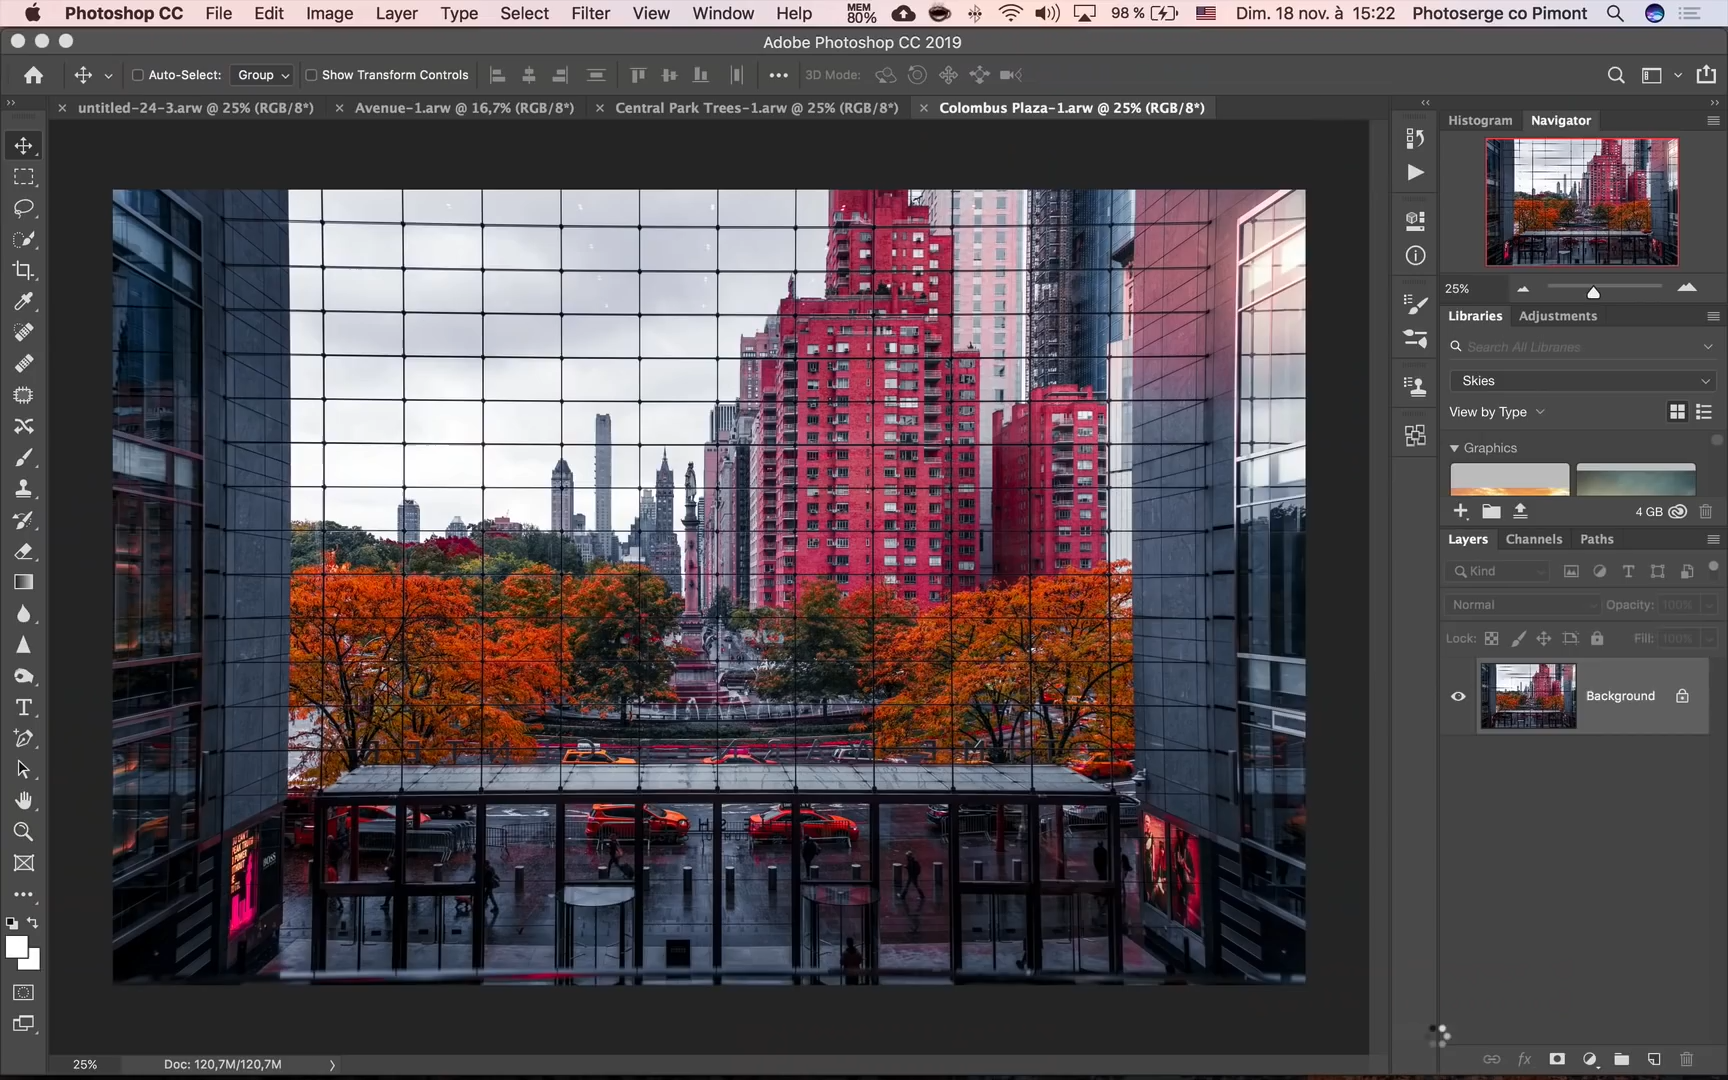 Photoshop CC File Edit Image Layer Type Select Filter View Window Help MEM 80% 98 % Dim. 18 nov. à 15:22 Photoserge co Pimont
Adobe Photoshop CC 2019
Auto-Select: Group Show Transform Controls 3D Mode:
untitled-24-3.arw @ 25% (RGB/8*) Avenue-1.arw @ 16,7% (RGB/8*) Central Park Trees-1.arw @ 25% (RGB/8*) Colombus Plaza-1.arw @ 25% (RGB/8*)
Histogram Navigator
25%
Libraries Adjustments
Search All Libraries
Skies
View by Type
Graphics
4 GB
Layers Channels Paths
Kind
Normal Opacity: 100%
Lock: Fill: 100%
Background
BOSS
25% Doc: 120,7M/120,7M
fx